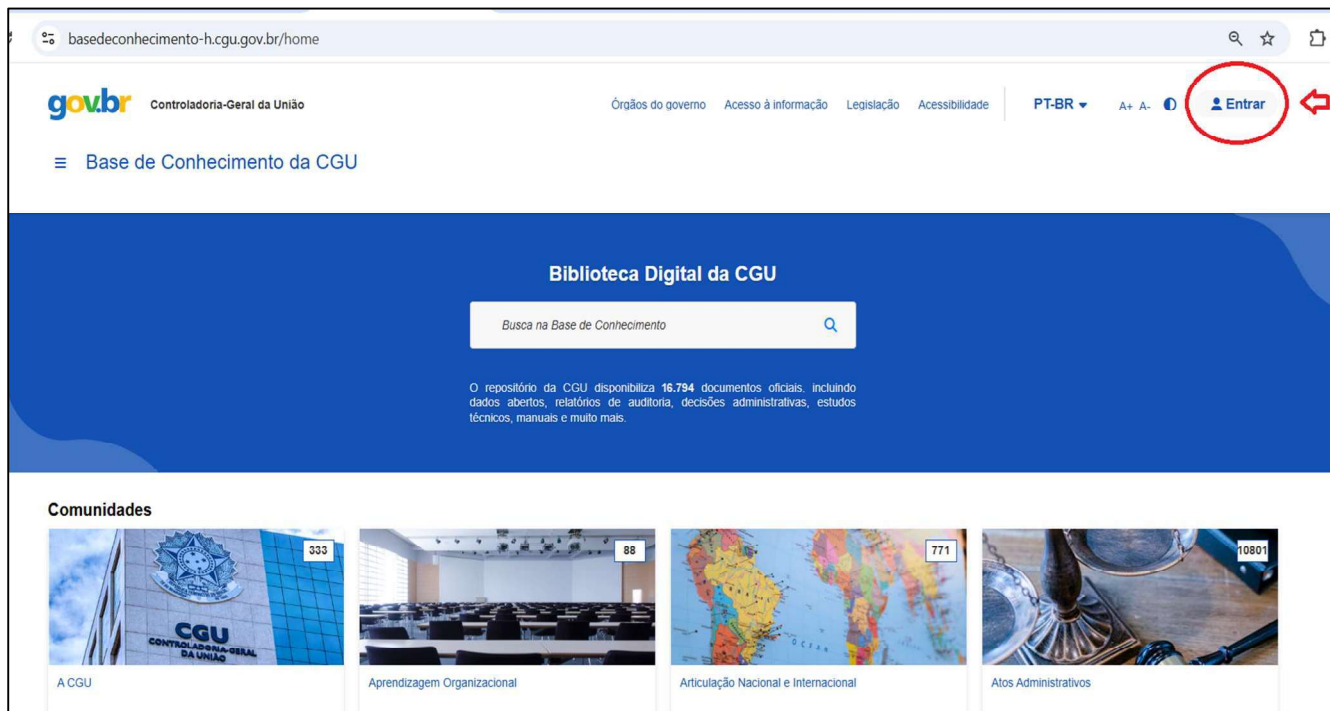 basedeconhecimento-h.cgu.gov.br/home
gov.br Controladoria-Geral da União Órgãos do governo Acesso à informação Legislação Acessibilidade PT-BR A+ A- Entrar
Base de Conhecimento da CGU
Biblioteca Digital da CGU
Busca na Base de Conhecimento
O repositório da CGU disponibiliza 16.794 documentos oficiais. incluindo
dados abertos, relatórios de auditoria, decisões administrativas, estudos
técnicos, manuais e muito mais.
Comunidades
333 88 771 10801
CGU
CONTROLADORIA-GERAL
DA UNIÃO
A CGU Aprendizagem Organizacional Articulação Nacional e Internacional Atos Administrativos